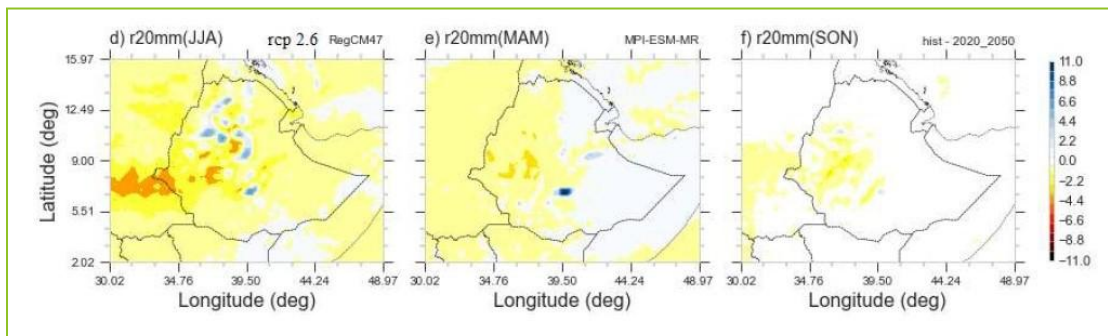 d) r20mm(JJA) rcp 2.6 RegCM47
e) r20mm(MAM) MPI-ESM-MR
f) r20mm(SON) hist - 2020_2050
Latitude (deg)
15.97
12.49
9.00
5.51
2.02
11.0
8.8
6.6
4.4
2.2
0.0
−2.2
−4.4
−6.6
−8.8
−11.0
30.02 34.76 39.50 44.24 48.97
30.02 34.76 39.50 44.24 48.97
30.02 34.76 39.50 44.24 48.97
Longitude (deg)
Longitude (deg)
Longitude (deg)